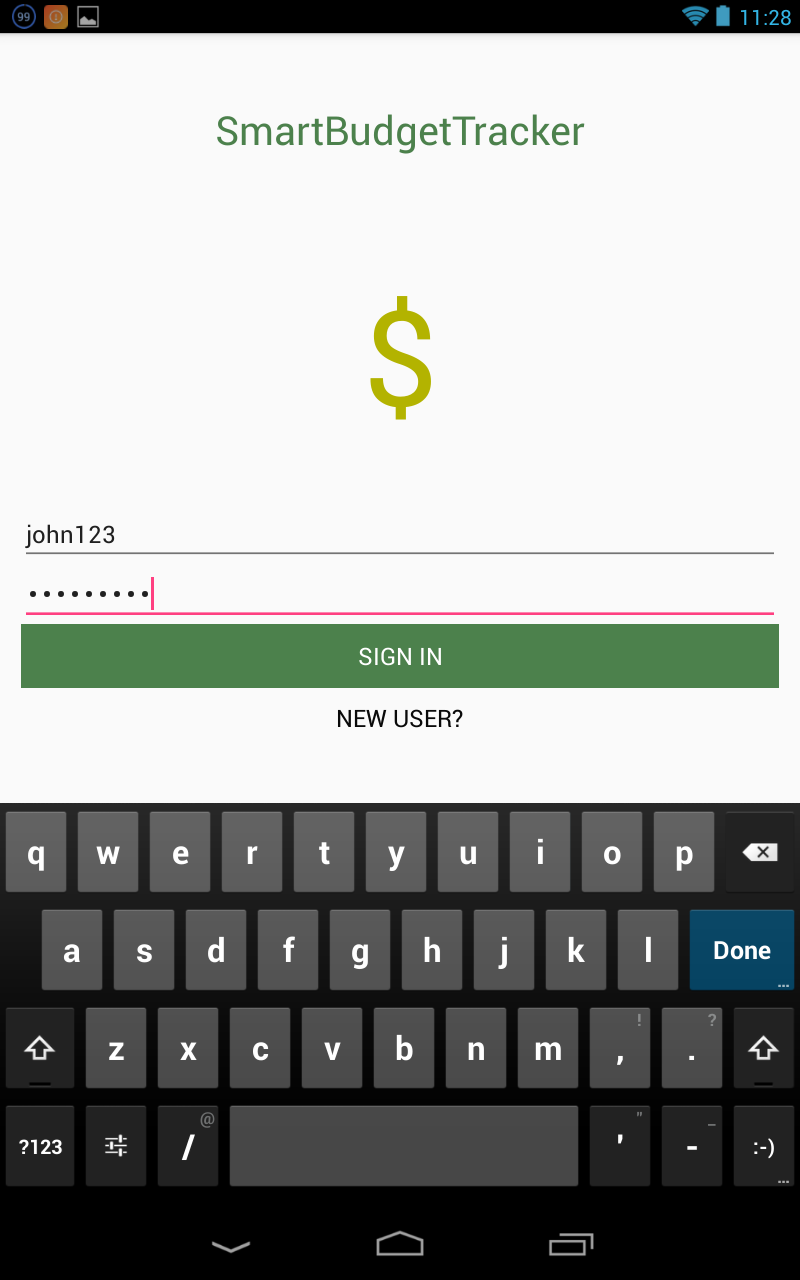 99 11:28
SmartBudgetTracker
$
john123
•••••••••
SIGN IN
NEW USER?
q w e r t y u i o p
a s d f g h j k l Done
...
! ?
z x c v b n m , .
@ " _
?123 / ' - :-)
...